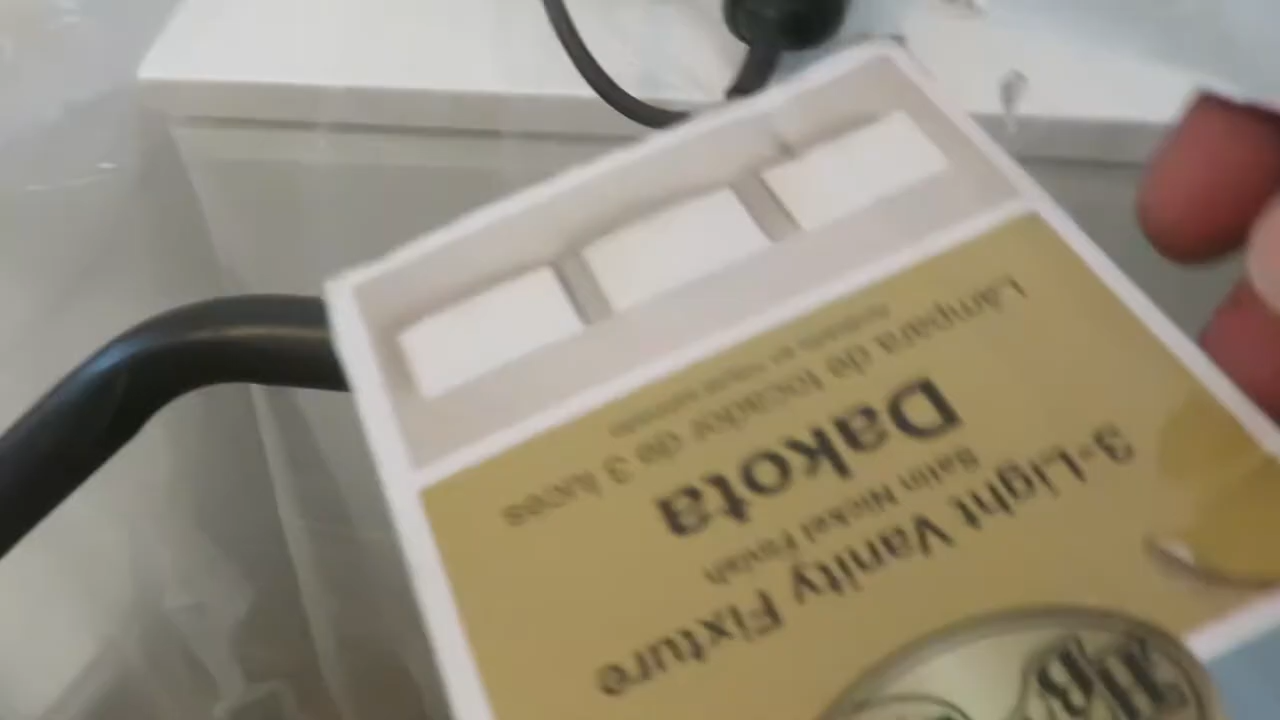 3-Light Vanity Fixture
Satin Nickel Finish
Dakota
Lámpara de tocador de 3 luces